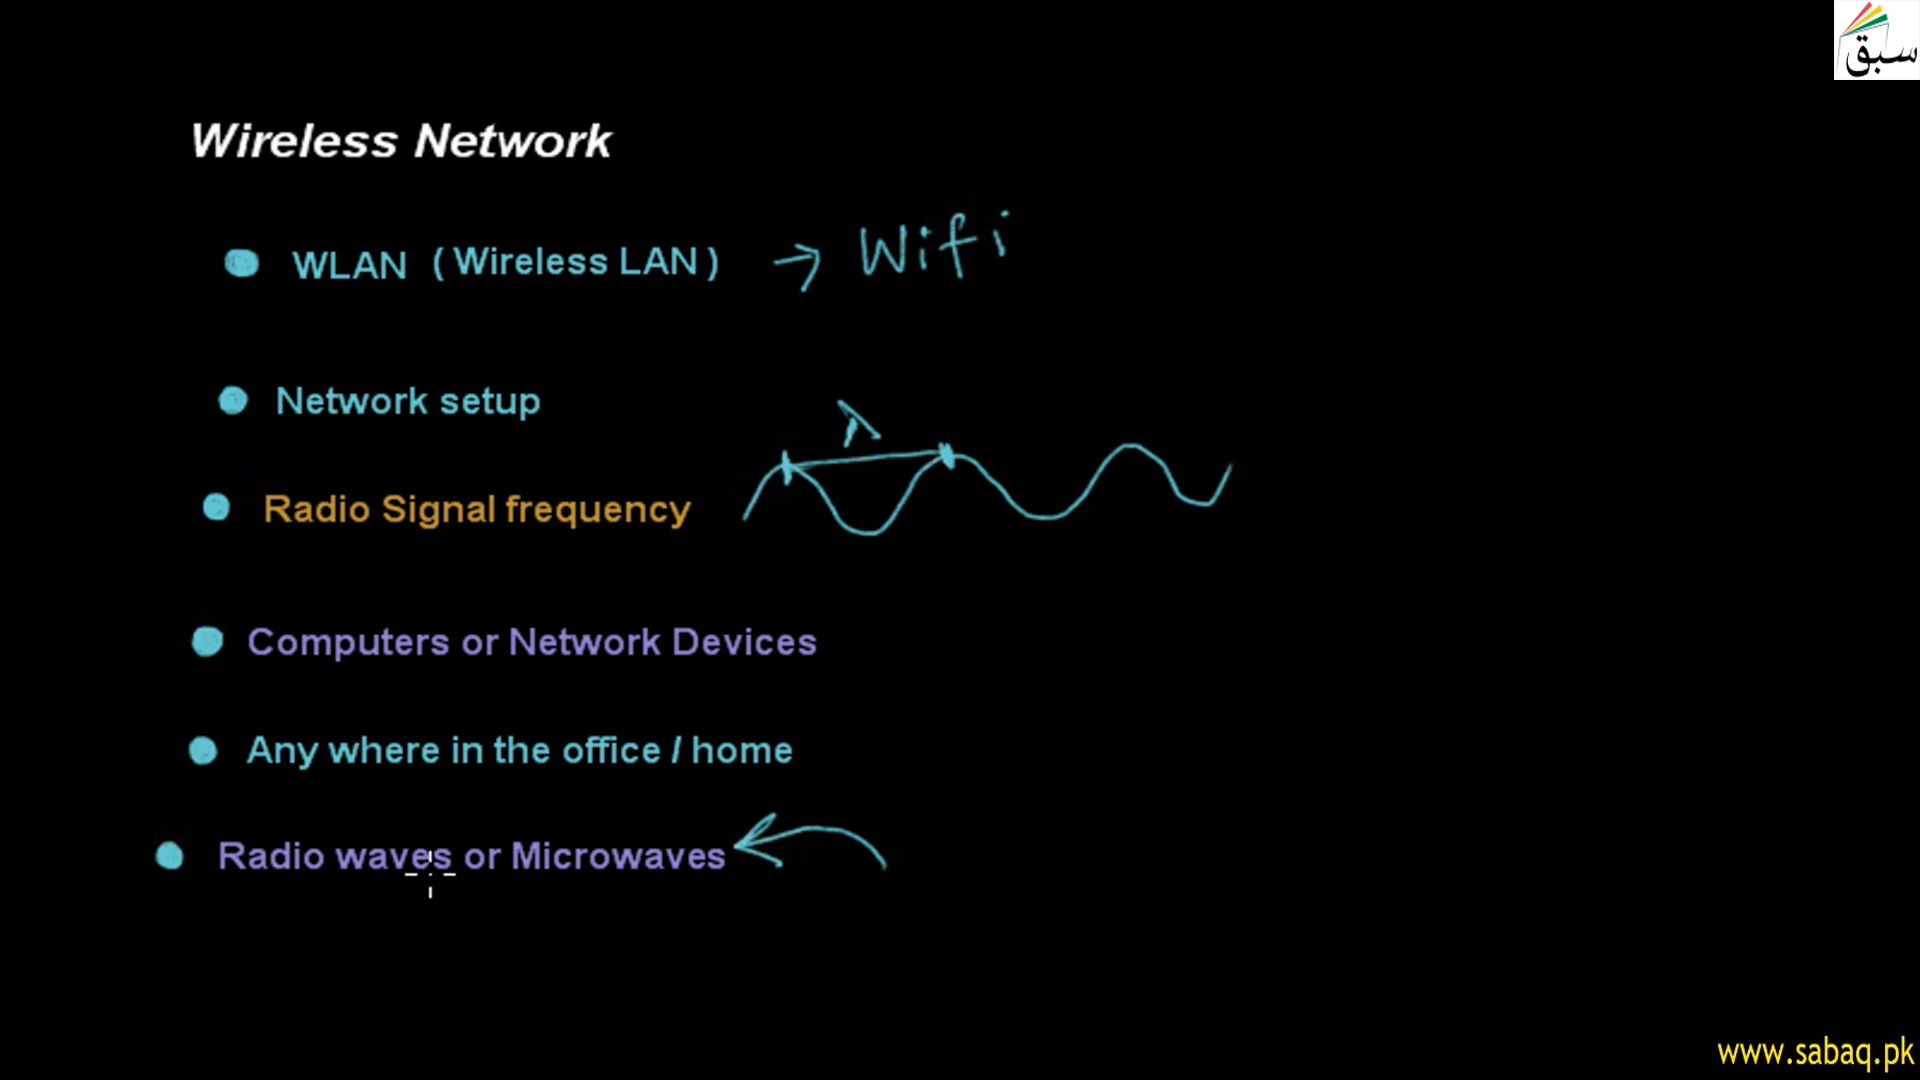 سبق
Wireless Network
WLAN (Wireless LAN) → Wifi
Network setup
λ
Radio Signal frequency
Computers or Network Devices
Any where in the office / home
Radio waves or Microwaves
www.sabaq.pk